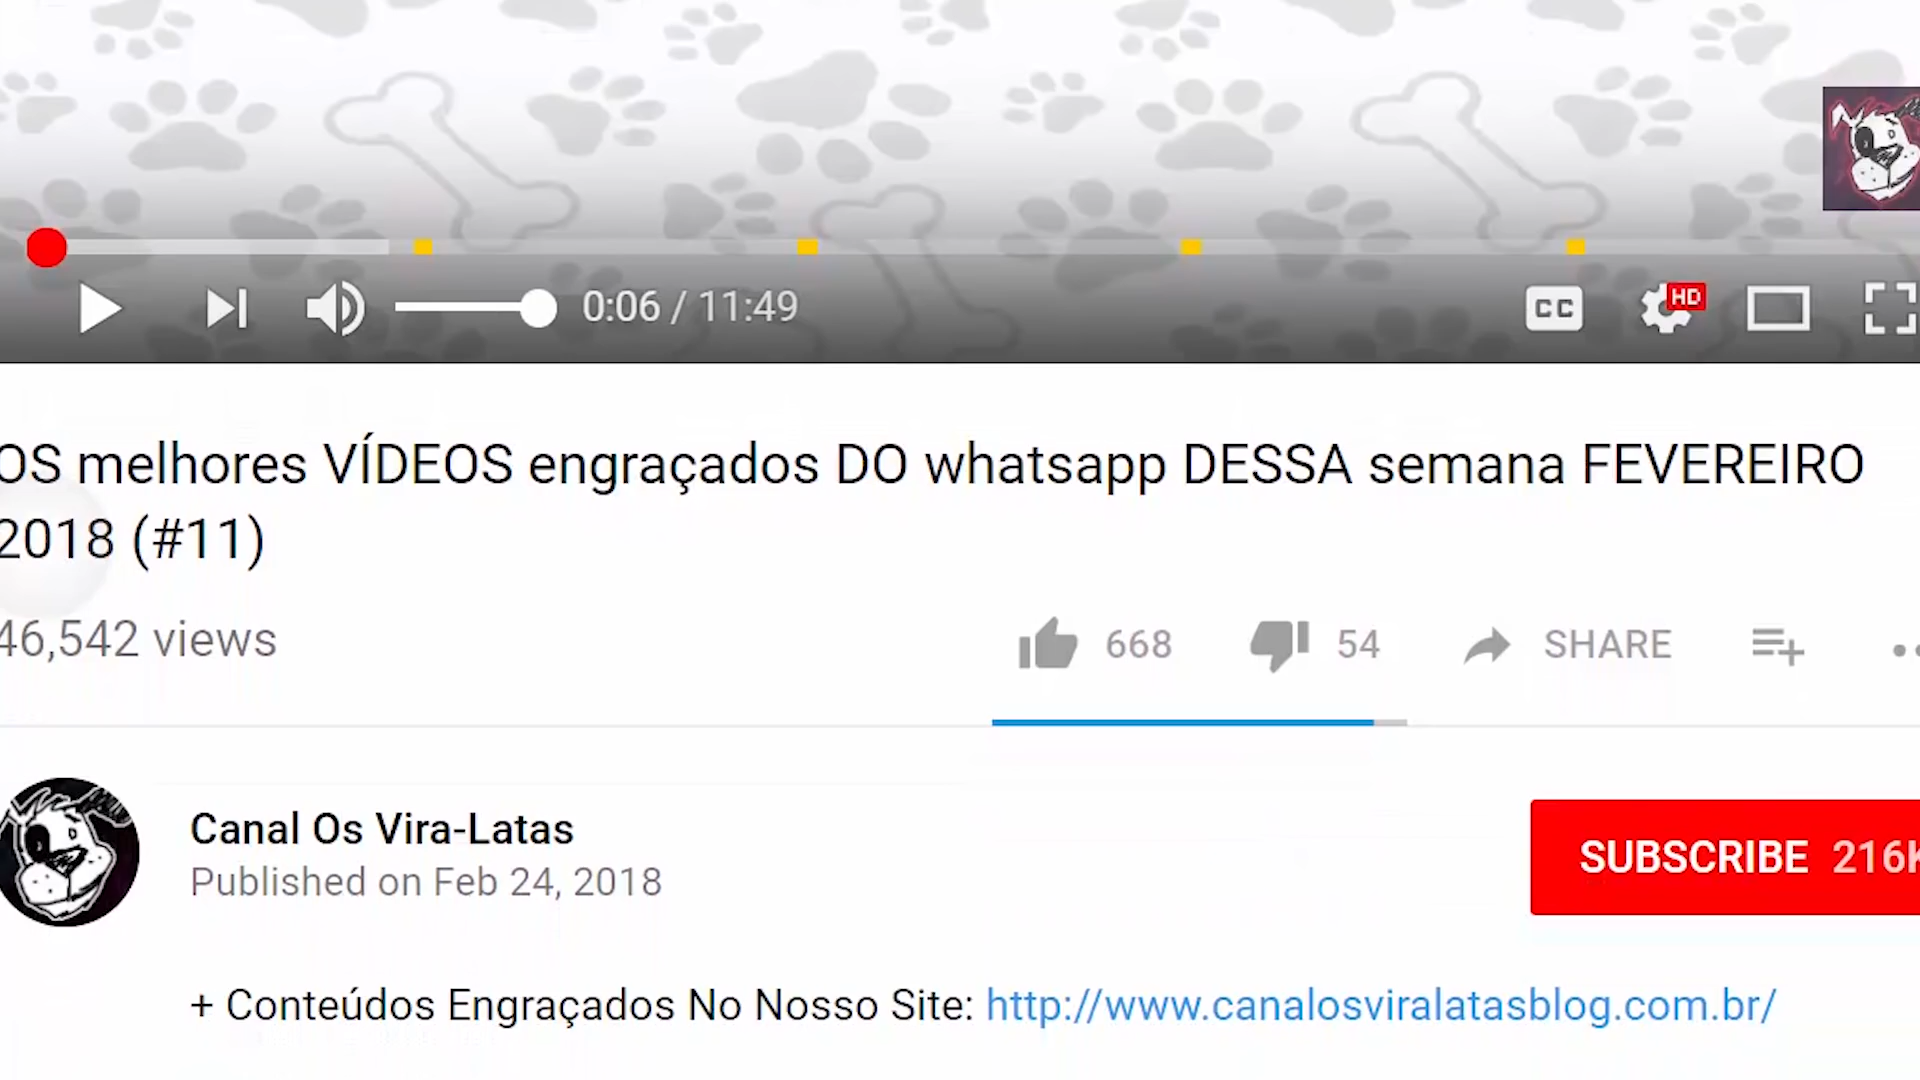 0:06 / 11:49
CC
HD
OS melhores VÍDEOS engraçados DO whatsapp DESSA semana FEVEREIRO
2018 (#11)
46,542 views
668
54
SHARE
Canal Os Vira-Latas
Published on Feb 24, 2018
SUBSCRIBE 216K
+ Conteúdos Engraçados No Nosso Site: http://www.canalosviralatasblog.com.br/